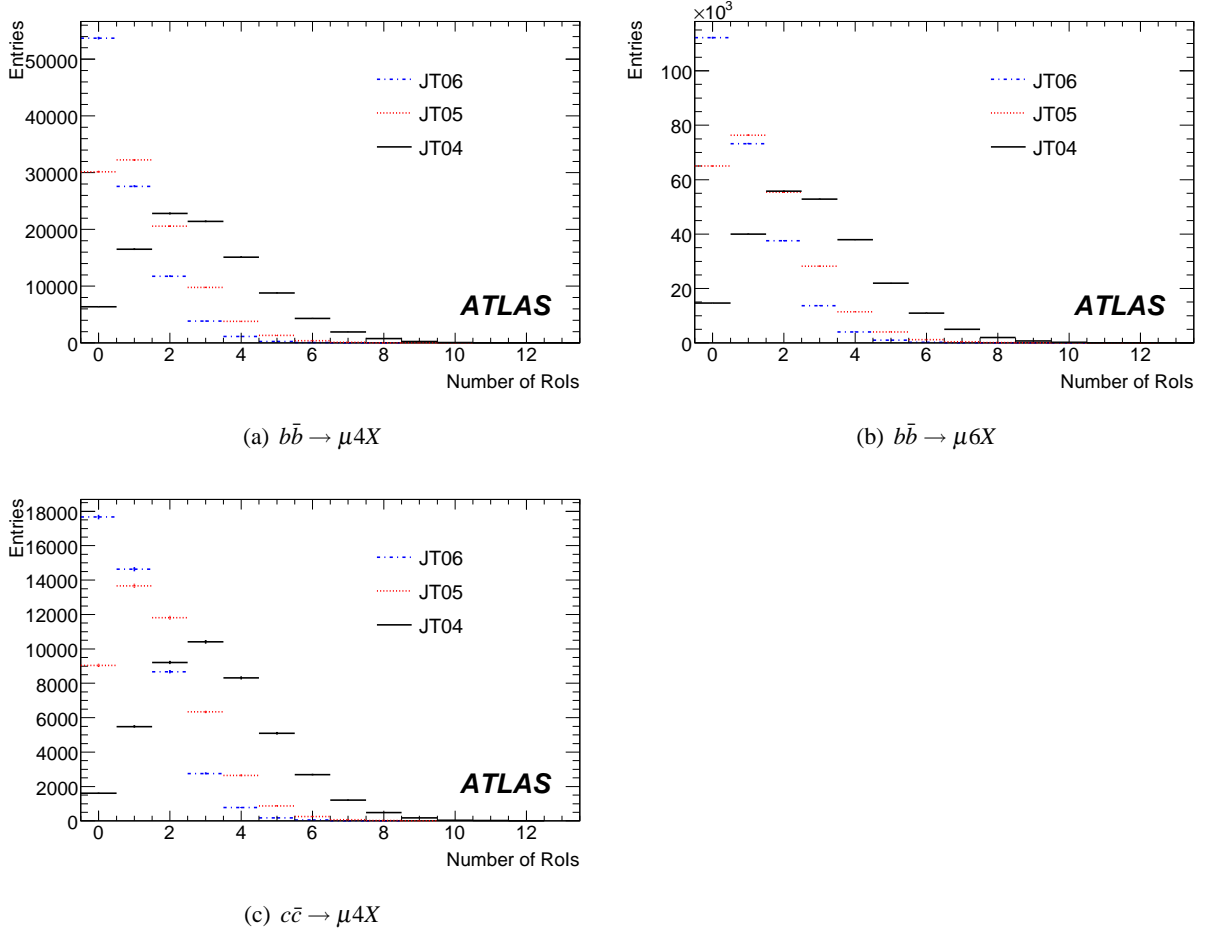 Entries
50000
40000
30000
20000
10000
0
JT06
JT05
JT04
ATLAS
0 2 4 6 8 10 12
Number of RoIs
(a) bb̄ → μ4X
×10³
Entries
100
80
60
40
20
0
JT06
JT05
JT04
ATLAS
0 2 4 6 8 10 12
Number of RoIs
(b) bb̄ → μ6X
Entries
18000
16000
14000
12000
10000
8000
6000
4000
2000
0
JT06
JT05
JT04
ATLAS
0 2 4 6 8 10 12
Number of RoIs
(c) cc̄ → μ4X